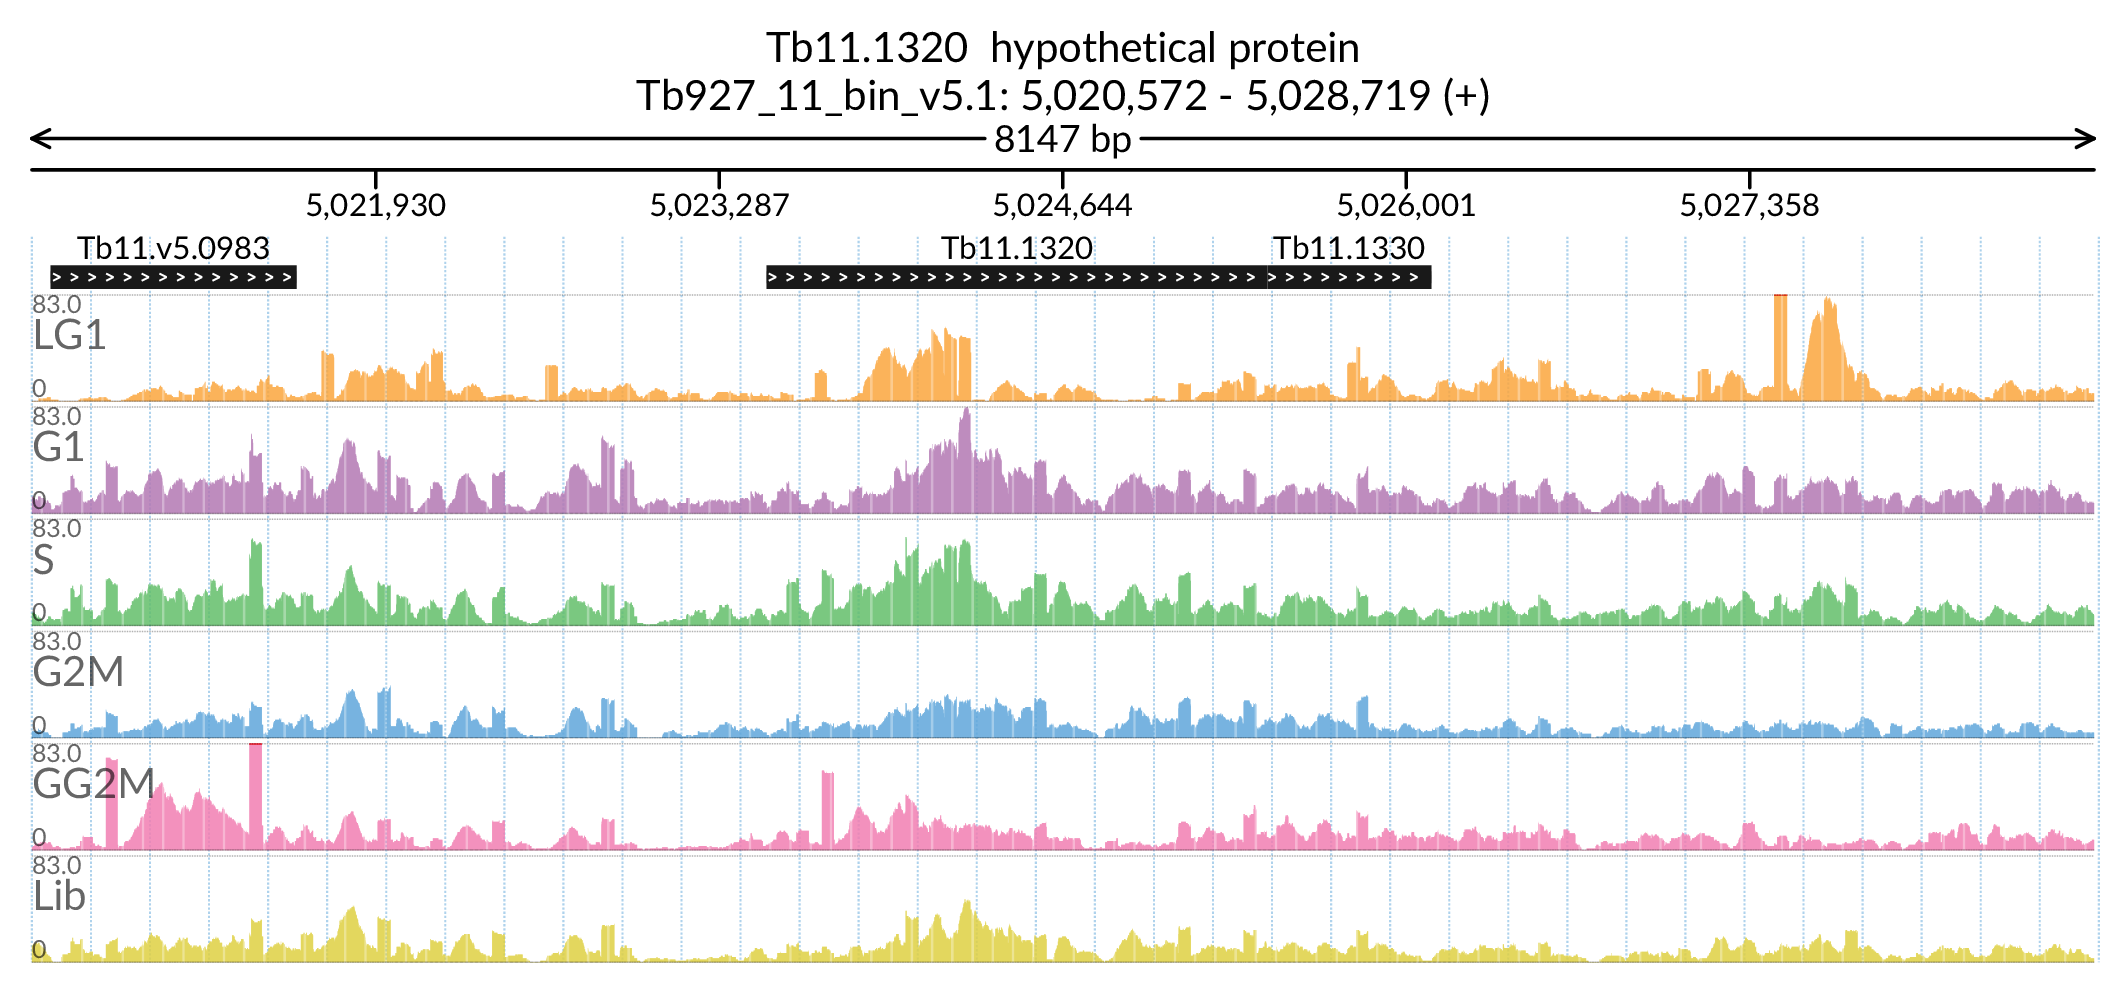 Tb11.1320  hypothetical protein
Tb927_11_bin_v5.1: 5,020,572 - 5,028,719 (+)
8147 bp
5,021,930 5,023,287 5,024,644 5,026,001 5,027,358
Tb11.v5.0983 Tb11.1320 Tb11.1330
83.0
LG1
0
83.0
G1
0
83.0
S
0
83.0
G2M
0
83.0
GG2M
0
83.0
Lib
0